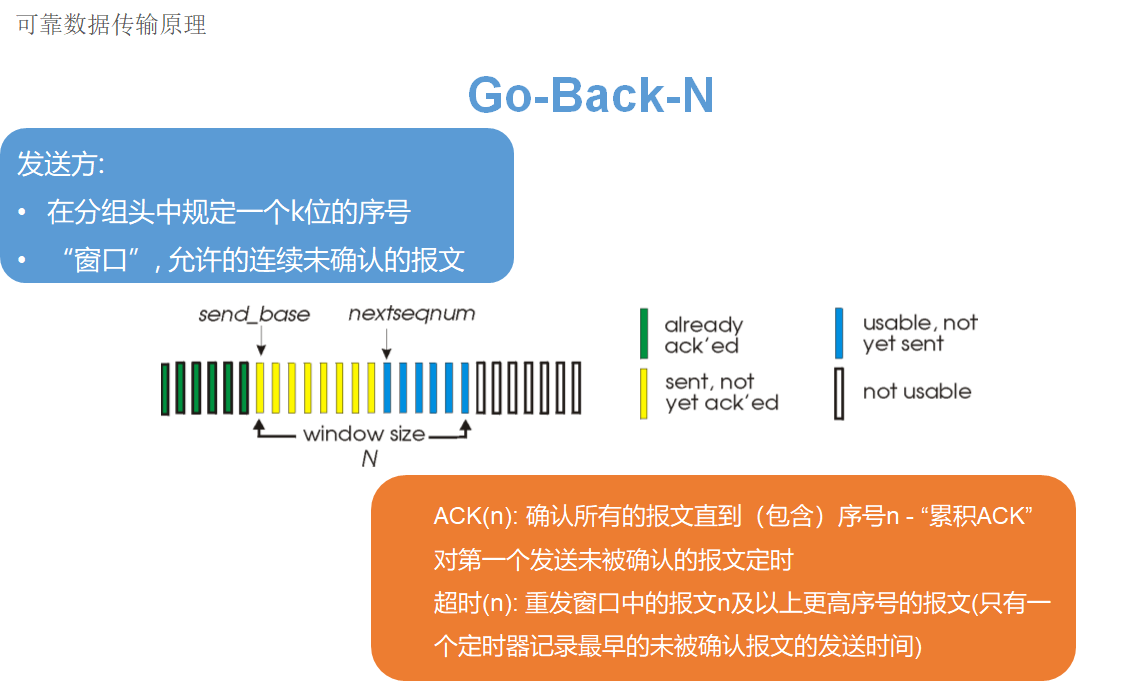 可靠数据传输原理
Go-Back-N
发送方:
• 在分组头中规定一个k位的序号
• “窗口”, 允许的连续未确认的报文
send_base nextseqnum
already
ack'ed
usable, not
yet sent
sent, not
yet ack'ed
not usable
window size
N
ACK(n): 确认所有的报文直到（包含）序号n - “累积ACK”
对第一个发送未被确认的报文定时
超时(n): 重发窗口中的报文n及以上更高序号的报文(只有一
个定时器记录最早的未被确认报文的发送时间)